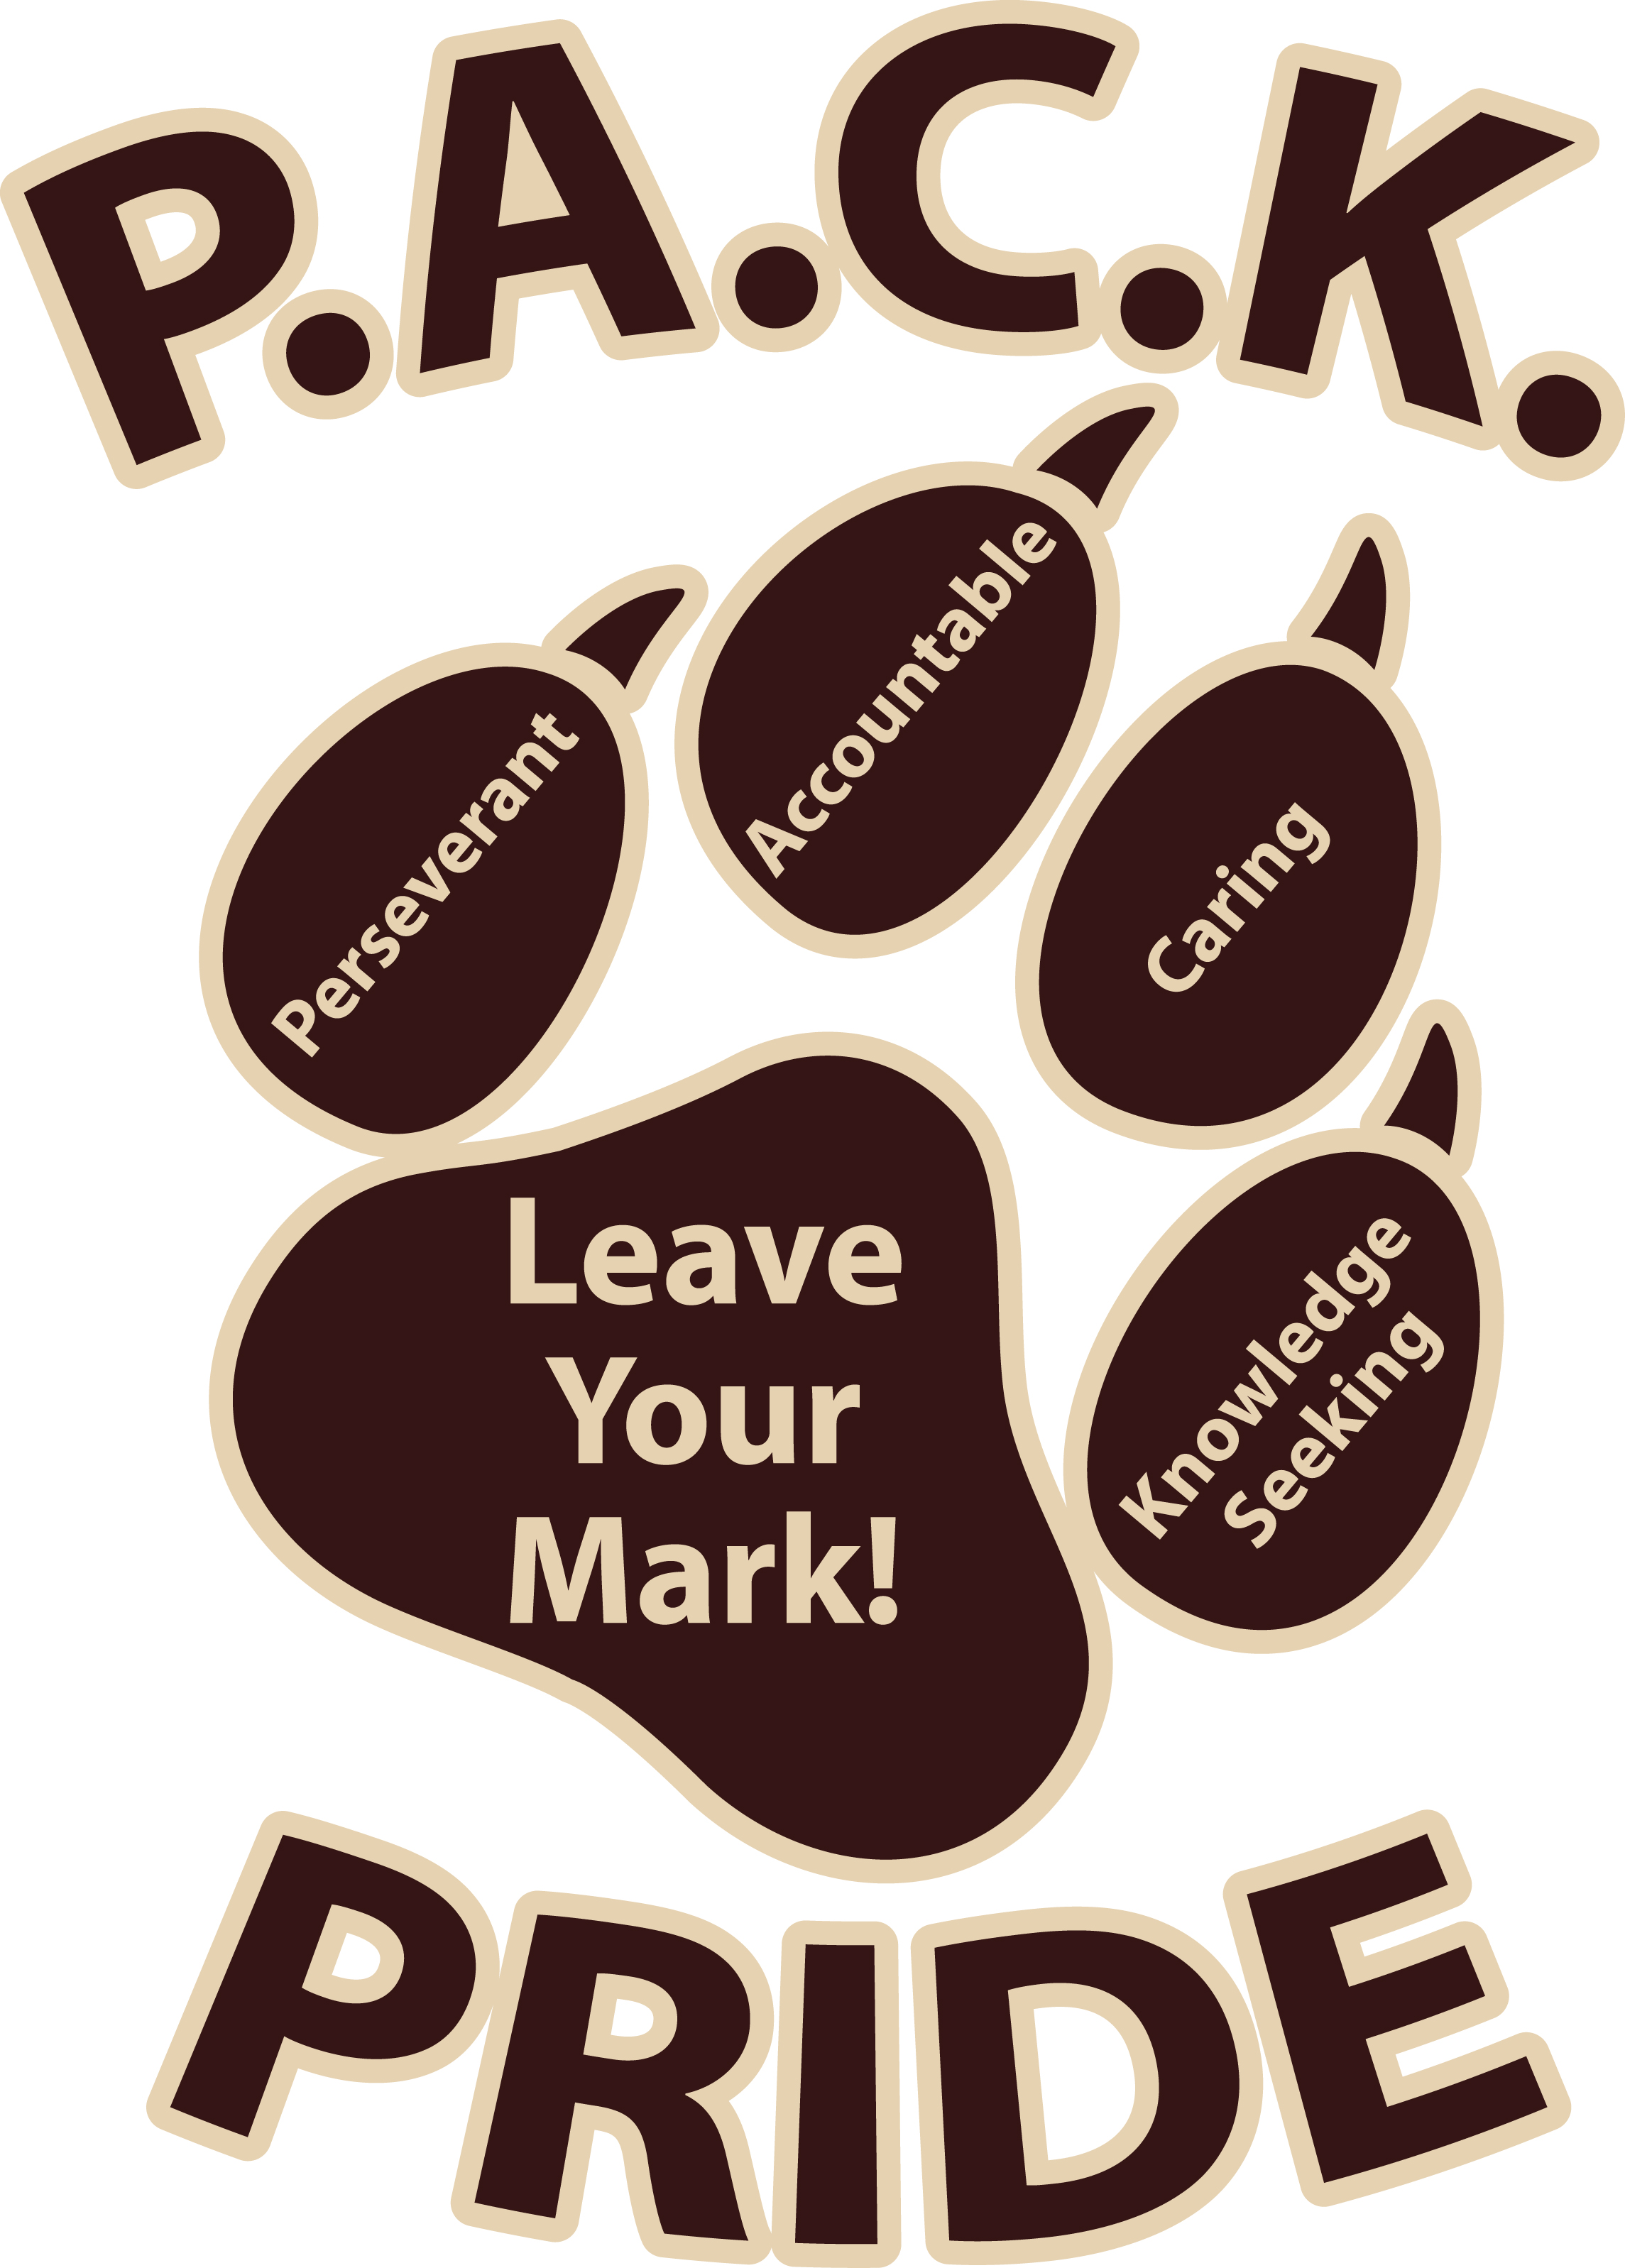 P.A.C.K.
Perseverant
Accountable
Caring
Knowledge
Seeking
Leave
Your
Mark!
PRIDE